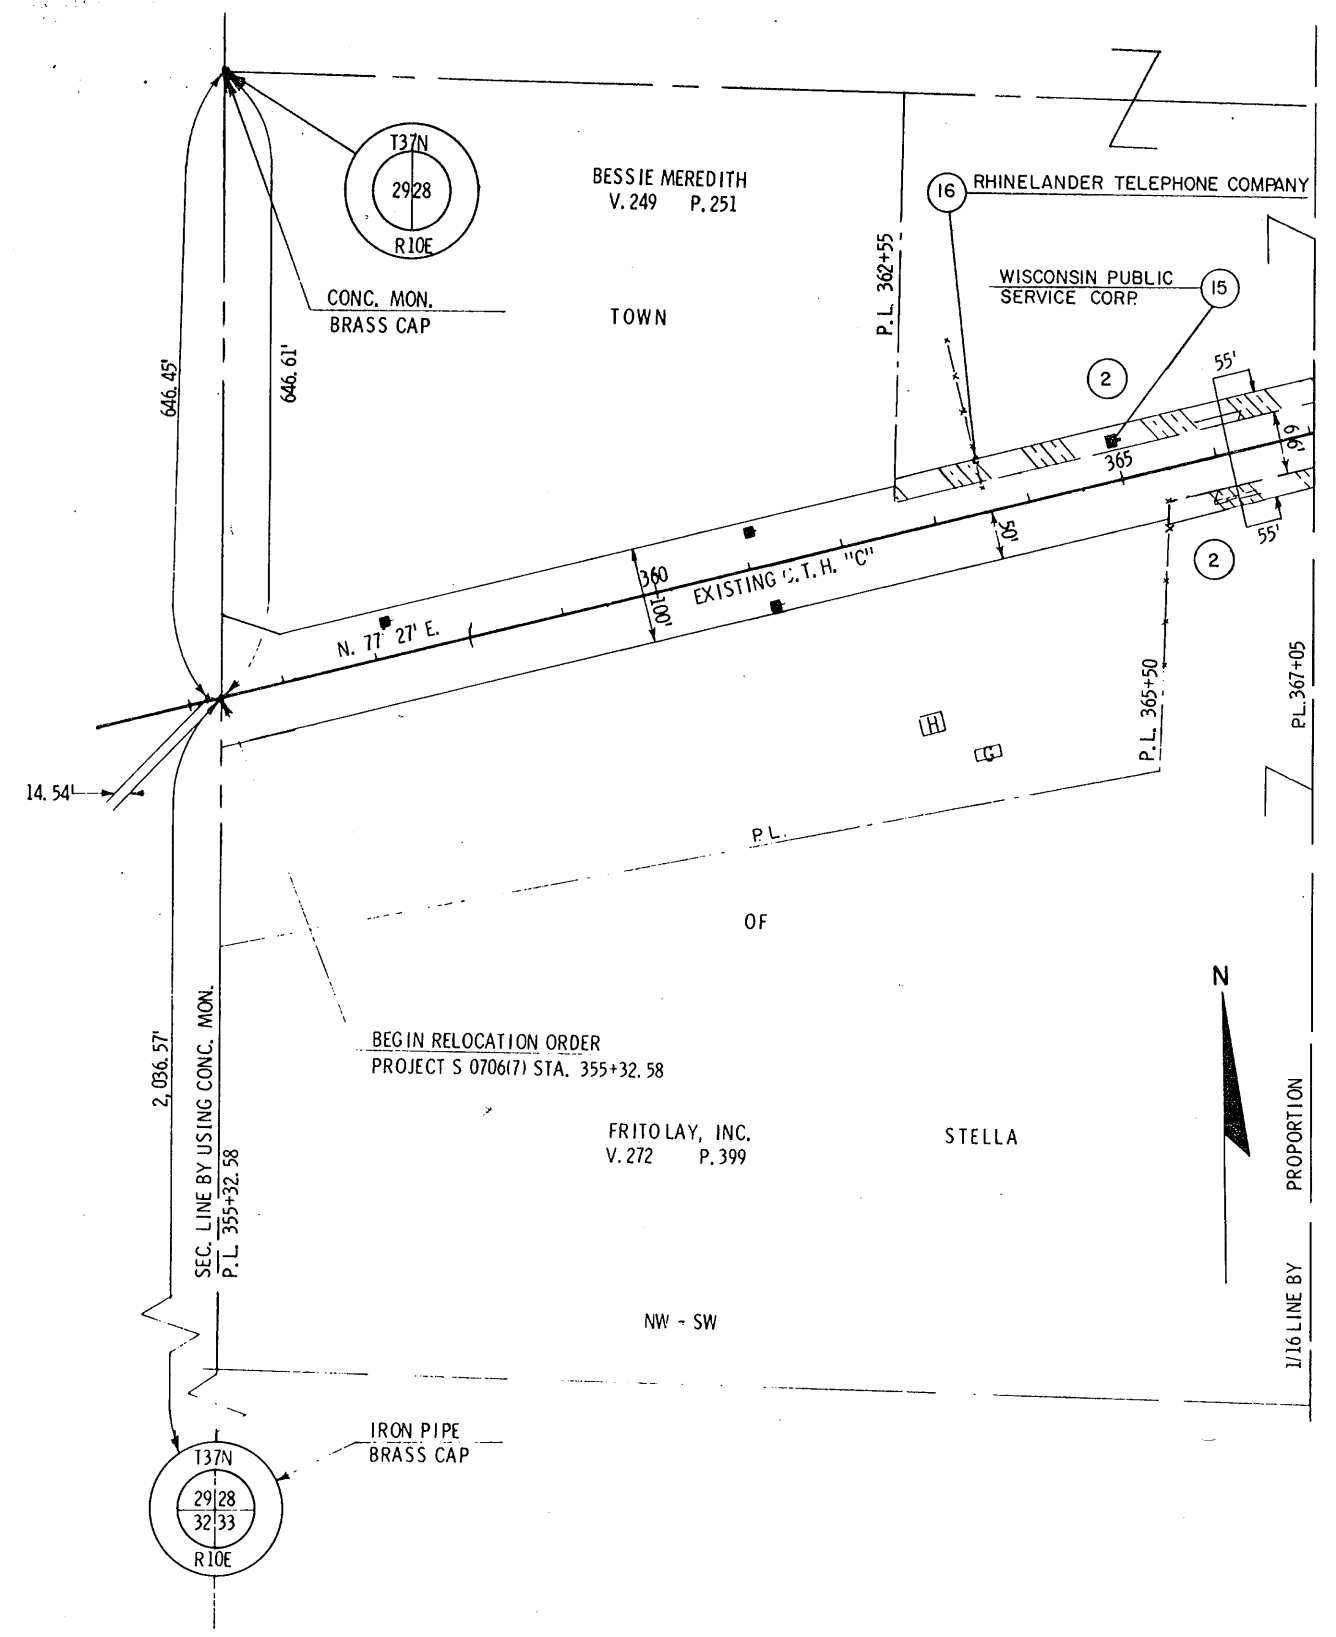 T37N
29 28
R10E
BESSIE MEREDITH
V. 249 P. 251
16
RHINELANDER TELEPHONE COMPANY
P. L. 362+55
WISCONSIN PUBLIC
SERVICE CORP.
15
CONC. MON.
BRASS CAP
TOWN
646.45'
646.61'
2
55'
365
66'
50'
55'
2
360
100'
EXISTING C. T. H. "C"
N. 77° 27' E.
P. L. 365+50
P.L. 367+05
H
G
14.54'
P. L.
OF
N
2,036.57'
SEC. LINE BY USING CONC. MON.
P. L. 355+32.58
BEGIN RELOCATION ORDER
PROJECT S 0706(7) STA. 355+32.58
FRITO LAY, INC.
V. 272 P. 399
STELLA
1/16 LINE BY PROPORTION
NW - SW
IRON PIPE
BRASS CAP
T37N
29 28
32 33
R10E